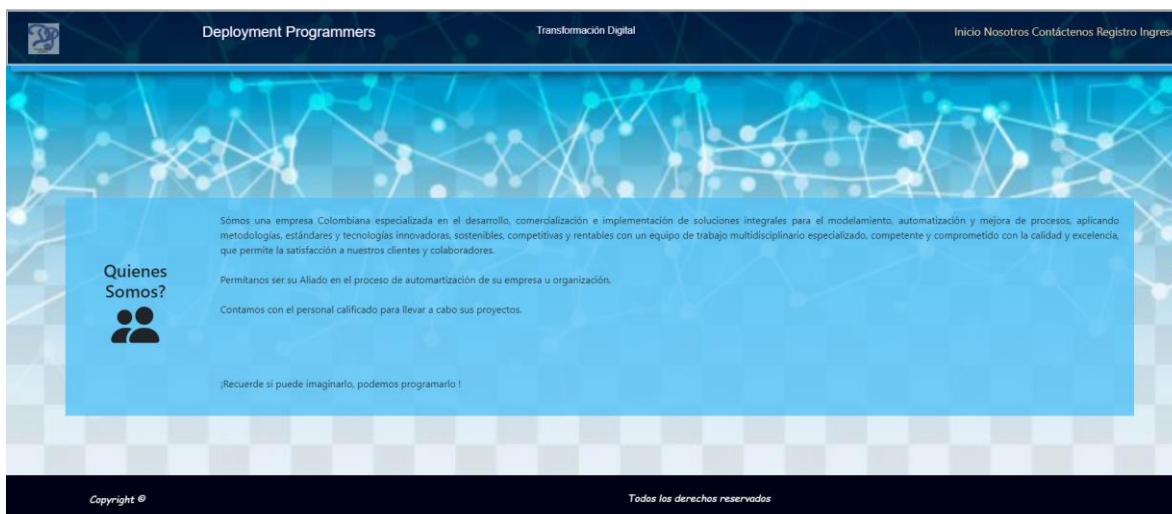 Deployment Programmers
Transformación Digital
Inicio Nosotros Contáctenos Registro Ingreso
Quienes
Somos?
Sómos una empresa Colombiana especializada en el desarrollo, comercialización e implementación de soluciones integrales para el modelamiento, automatización y mejora de procesos, aplicando
metodologías, estándares y tecnologías innovadoras, sostenibles, competitivas y rentables con un equipo de trabajo multidisciplinario especializado, competente y comprometido con la calidad y excelencia,
que permite la satisfacción a nuestros clientes y colaboradores.
Permítanos ser su Aliado en el proceso de automartización de su empresa u organización.
Contamos con el personal calificado para llevar a cabo sus proyectos.
¡Recuerde si puede imaginarlo, podemos programarlo !
Copyright ©
Todos los derechos reservados